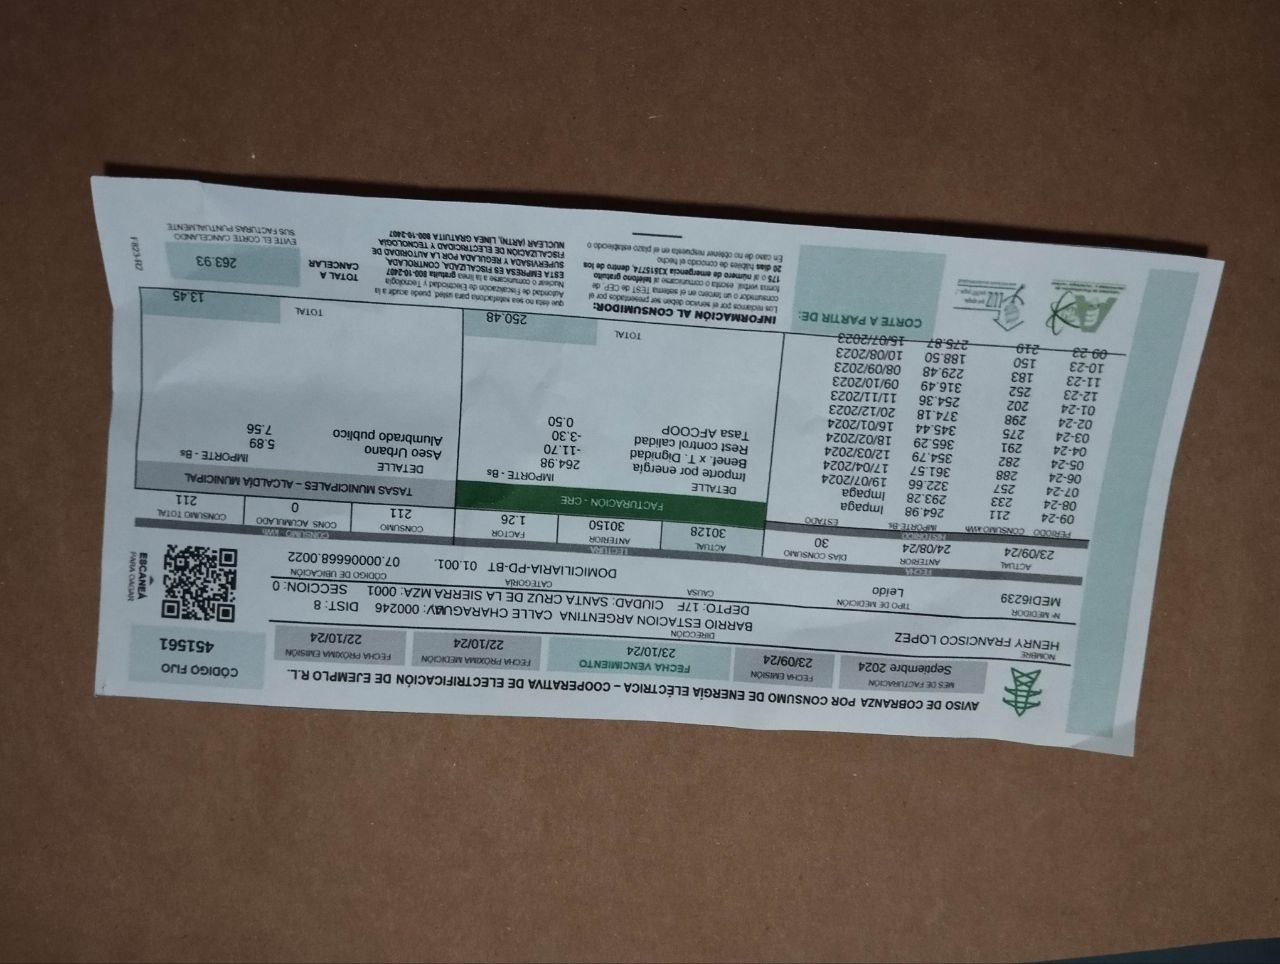 AVISO DE COBRANZA POR CONSUMO DE ENERGÍA ELÉCTRICA – COOPERATIVA DE ELECTRIFICACIÓN DE EJEMPLO R.L.
CÓDIGO FIJO
451561
MES DE FACTURACIÓN
Septiembre 2024
FECHA EMISIÓN
23/09/24
FECHA VENCIMIENTO
23/10/24
FECHA PRÓXIMA MEDICIÓN
22/10/24
FECHA PRÓXIMA EMISIÓN
22/10/24
NOMBRE
HENRY FRANCISCO LOPEZ
DIRECCIÓN
BARRIO ESTACION ARGENTINA CALLE CHARAGUA
AV: 000246 DIST: 8
DEPTO: 17F CIUDAD: SANTA CRUZ DE LA SIERRA MZA: 0001 SECCION: 0
Nº MEDIDOR
MEDI6239
TIPO DE MEDICIÓN
Leído
CAUSA
CATEGORÍA
DOMICILIARIA-PD-BT 01.001.
CÓDIGO DE UBICACIÓN
07.00006668.0022
ESCANEÁ
PARA PAGAR
FECHA
ACTUAL
23/09/24
ANTERIOR
24/08/24
DÍAS CONSUMO
30
LECTURA
ACTUAL
30128
ANTERIOR
30150
FACTOR
1.26
CONSUMO - kWh
CONSUMO
211
CONS ACUMULADO
0
CONSUMO TOTAL
211
HISTÓRICO
PERIODO CONSUMO kWh IMPORTE-Bs ESTADO
09-24 211 264.98 Impaga
08-24 233 293.28 Impaga
07-24 257 322.66 19/07/2024
06-24 288 361.57 17/04/2024
05-24 282 354.79 12/03/2024
04-24 291 365.29 18/02/2024
03-24 275 345.44 16/01/2024
02-24 298 374.18 20/12/2023
01-24 202 254.36 11/11/2023
12-23 252 316.49 09/10/2023
11-23 183 229.48 08/09/2023
10-23 150 188.50 10/08/2023
09-23 219 275.87 15/07/2023
FACTURACIÓN - CRE
DETALLE IMPORTE - Bs
Importe por energía 264.98
Benef. x T. Dignidad -11.70
Rest control calidad -3.30
Tasa AFCOOP 0.50
TOTAL 250.48
TASAS MUNICIPALES – ALCALDÍA MUNICIPAL
DETALLE IMPORTE - Bs
Aseo Urbano 5.89
Alumbrado publico 7.56
TOTAL 13.45
CORTE A PARTIR DE:
INFORMACIÓN AL CONSUMIDOR:
Los reclamos por el servicio deben ser presentados por el
consumidor o un tercero en el sistema TEST de CEP, de
forma verbal, escrita o comunicarse al teléfono gratuito
175 o al número de emergencia X3515774, dentro de los
20 días hábiles de conocido el hecho
En caso de no obtener respuesta en el plazo establecido o
que ésta no sea satisfactoria para usted, puede acudir a la
Autoridad de Fiscalización de Electricidad y Tecnología
Nuclear o comunicarse a la línea gratuita 800-10-2407
ESTA EMPRESA ES FISCALIZADA, CONTROLADA,
SUPERVISADA Y REGULADA POR LA AUTORIDAD DE
FISCALIZACIÓN DE ELECTRICIDAD Y TECNOLOGÍA
NUCLEAR (AETN), LÍNEA GRATUITA 800-10-2407
TOTAL A
CANCELAR
263.93
EVITE EL CORTE CANCELANDO
SUS FACTURAS PUNTUALMENTE
F 823-R/7